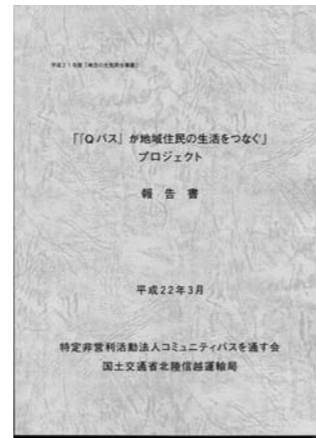 「「Qバス」が地域住民の生活をつなぐ」
プロジェクト
報告書
平成22年3月
特定非営利活動法人コミュニティバスを通す会
国土交通省北陸信越運輸局